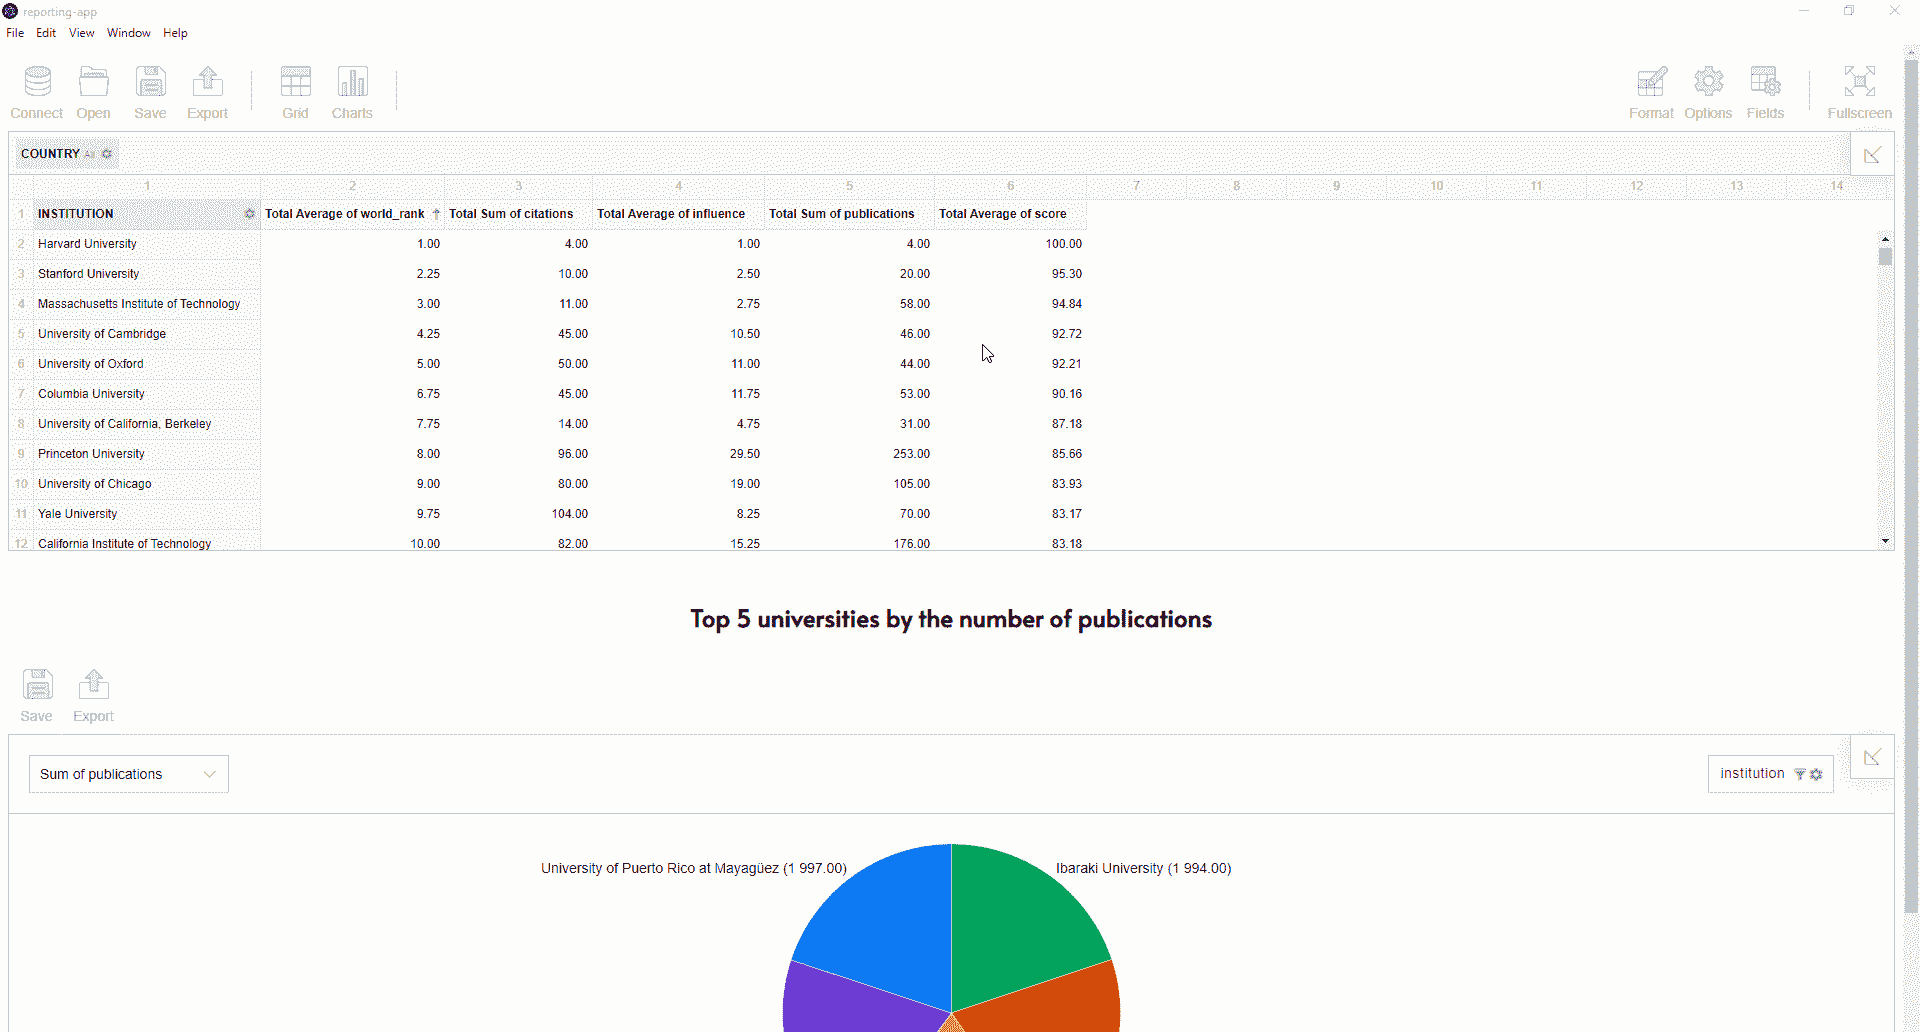 reporting-app
File Edit View Window Help
Connect Open Save Export Grid Charts Format Options Fields Fullscreen
COUNTRY All
1 2 3 4 5 6 7 8 9 10 11 12 13 14
1 INSTITUTION Total Average of world_rank Total Sum of citations Total Average of influence Total Sum of publications Total Average of score
2 Harvard University 1.00 4.00 1.00 4.00 100.00
3 Stanford University 2.25 10.00 2.50 20.00 95.30
4 Massachusetts Institute of Technology 3.00 11.00 2.75 58.00 94.84
5 University of Cambridge 4.25 45.00 10.50 46.00 92.72
6 University of Oxford 5.00 50.00 11.00 44.00 92.21
7 Columbia University 6.75 45.00 11.75 53.00 90.16
8 University of California, Berkeley 7.75 14.00 4.75 31.00 87.18
9 Princeton University 8.00 96.00 29.50 253.00 85.66
10 University of Chicago 9.00 80.00 19.00 105.00 83.93
11 Yale University 9.75 104.00 8.25 70.00 83.17
12 California Institute of Technology 10.00 82.00 15.25 176.00 83.18
Top 5 universities by the number of publications
Save Export
Sum of publications institution
University of Puerto Rico at Mayagüez (1 997.00) Ibaraki University (1 994.00)